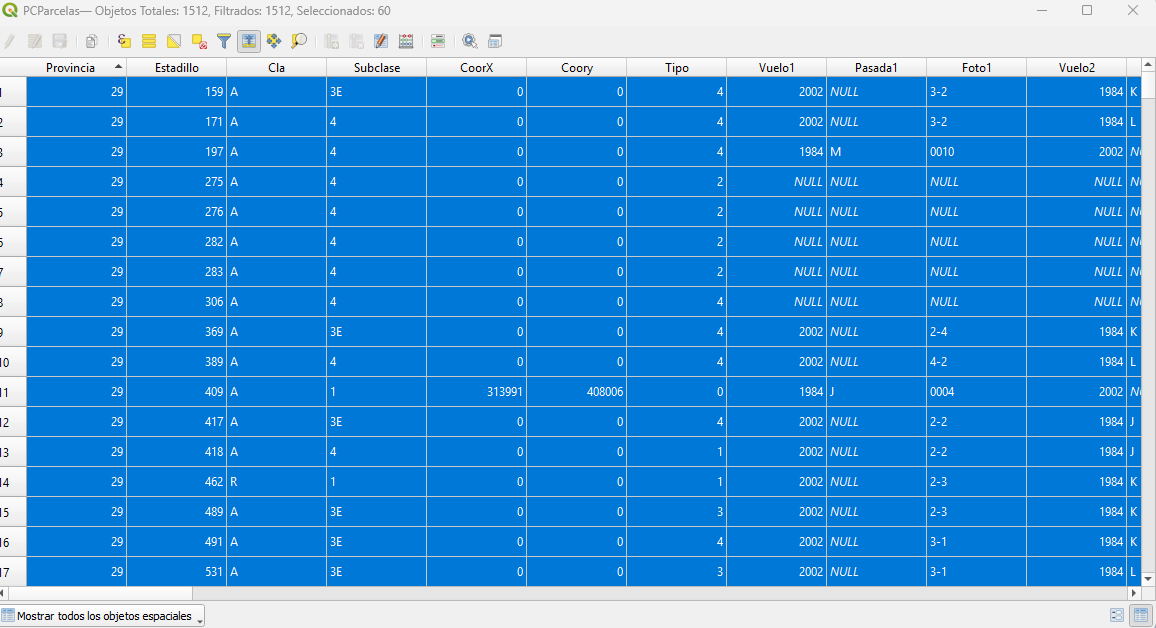 PCParcelas— Objetos Totales: 1512, Filtrados: 1512, Seleccionados: 60
Provincia Estadillo Cla Subclase CoorX Coory Tipo Vuelo1 Pasada1 Foto1 Vuelo2
1 29 159 A 3E 0 0 4 2002 NULL 3-2 1984 K
2 29 171 A 4 0 0 4 2002 NULL 3-2 1984 L
3 29 197 A 4 0 0 4 1984 M 0010 2002
4 29 275 A 4 0 0 2 NULL NULL NULL NULL
5 29 276 A 4 0 0 2 NULL NULL NULL NULL
6 29 282 A 4 0 0 2 NULL NULL NULL NULL
7 29 283 A 4 0 0 2 NULL NULL NULL NULL
8 29 306 A 4 0 0 4 NULL NULL NULL NULL
9 29 369 A 3E 0 0 4 2002 NULL 2-4 1984 K
10 29 389 A 4 0 0 4 2002 NULL 4-2 1984 L
11 29 409 A 1 313991 408006 0 1984 J 0004 2002
12 29 417 A 3E 0 0 4 2002 NULL 2-2 1984 J
13 29 418 A 4 0 0 1 2002 NULL 2-2 1984 J
14 29 462 R 1 0 0 1 2002 NULL 2-3 1984 K
15 29 489 A 3E 0 0 3 2002 NULL 2-3 1984 K
16 29 491 A 3E 0 0 4 2002 NULL 3-1 1984 K
17 29 531 A 3E 0 0 3 2002 NULL 3-1 1984 L
Mostrar todos los objetos espaciales